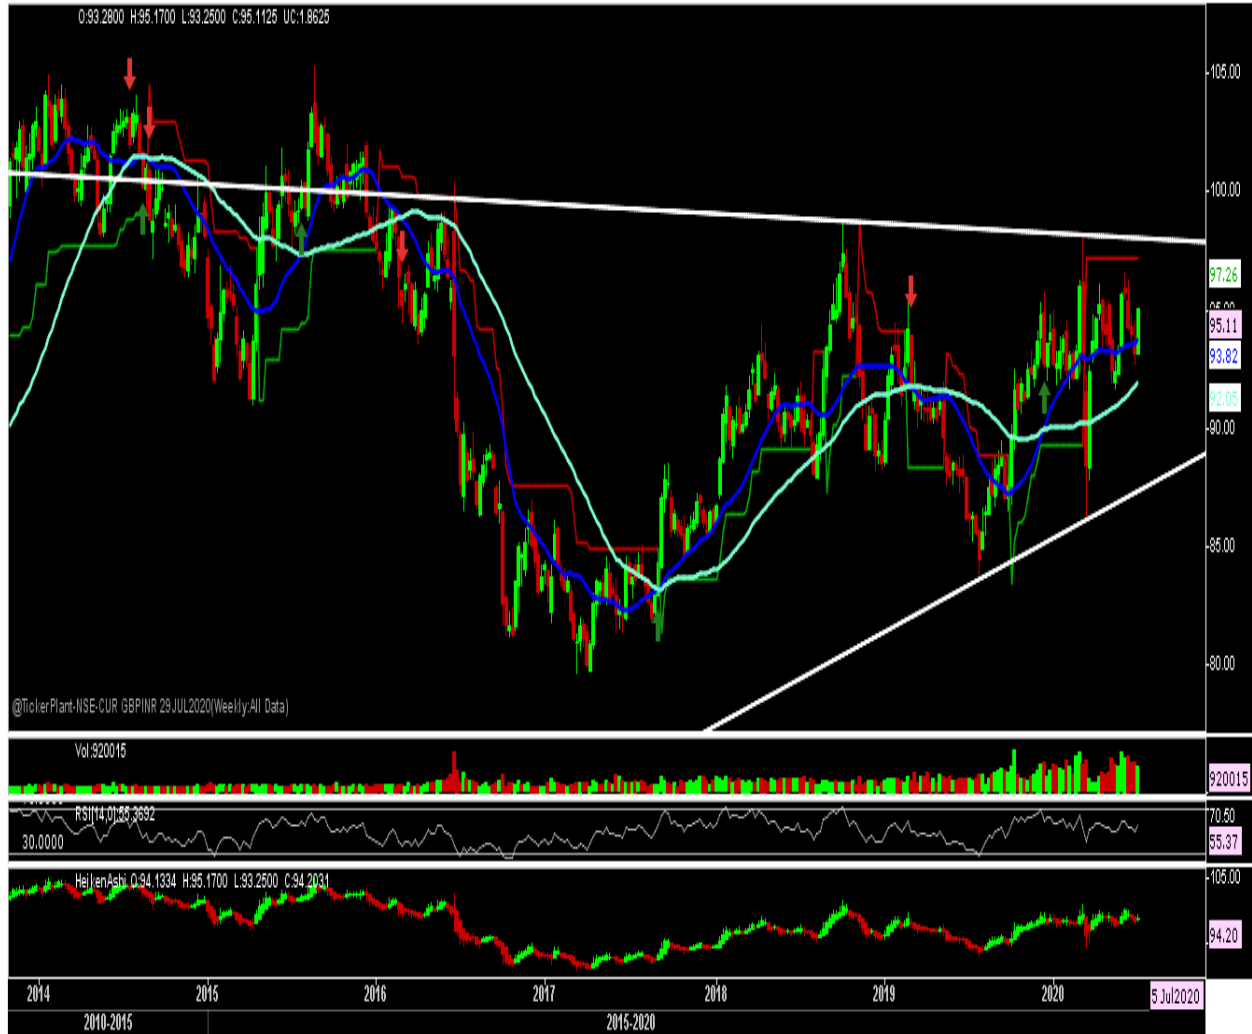 O:93.2800 H:95.1700 L:93.2500 C:95.1125 UC:1.8625
105.00
100.00
97.26
95.00
95.11
93.82
92.05
90.00
85.00
80.00
@TickerPlant-NSE-CUR GBPINR 29JUL2020(Weekly:All Data)
Vol:920015
920015
RSI[14,0]:55.3692
70.50
30.0000
55.37
HeikenAshi O:94.1334 H:95.1700 L:93.2500 C:94.2031
105.00
94.20
2014 2015 2016 2017 2018 2019 2020 5 Jul2020
2010-2015 2015-2020